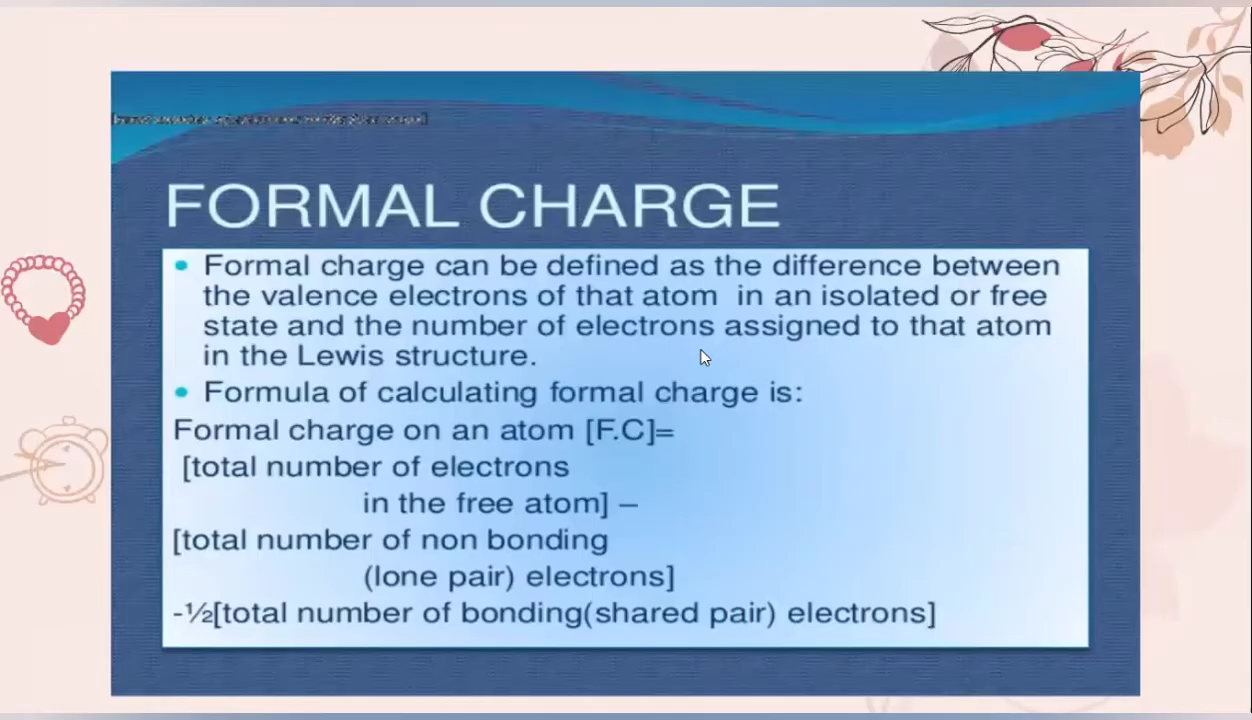 FORMAL CHARGE
• Formal charge can be defined as the difference between
the valence electrons of that atom in an isolated or free
state and the number of electrons assigned to that atom
in the Lewis structure.
• Formula of calculating formal charge is:
Formal charge on an atom [F.C]=
[total number of electrons
in the free atom] –
[total number of non bonding
(lone pair) electrons]
-½[total number of bonding(shared pair) electrons]